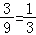 3/9 = 1/3